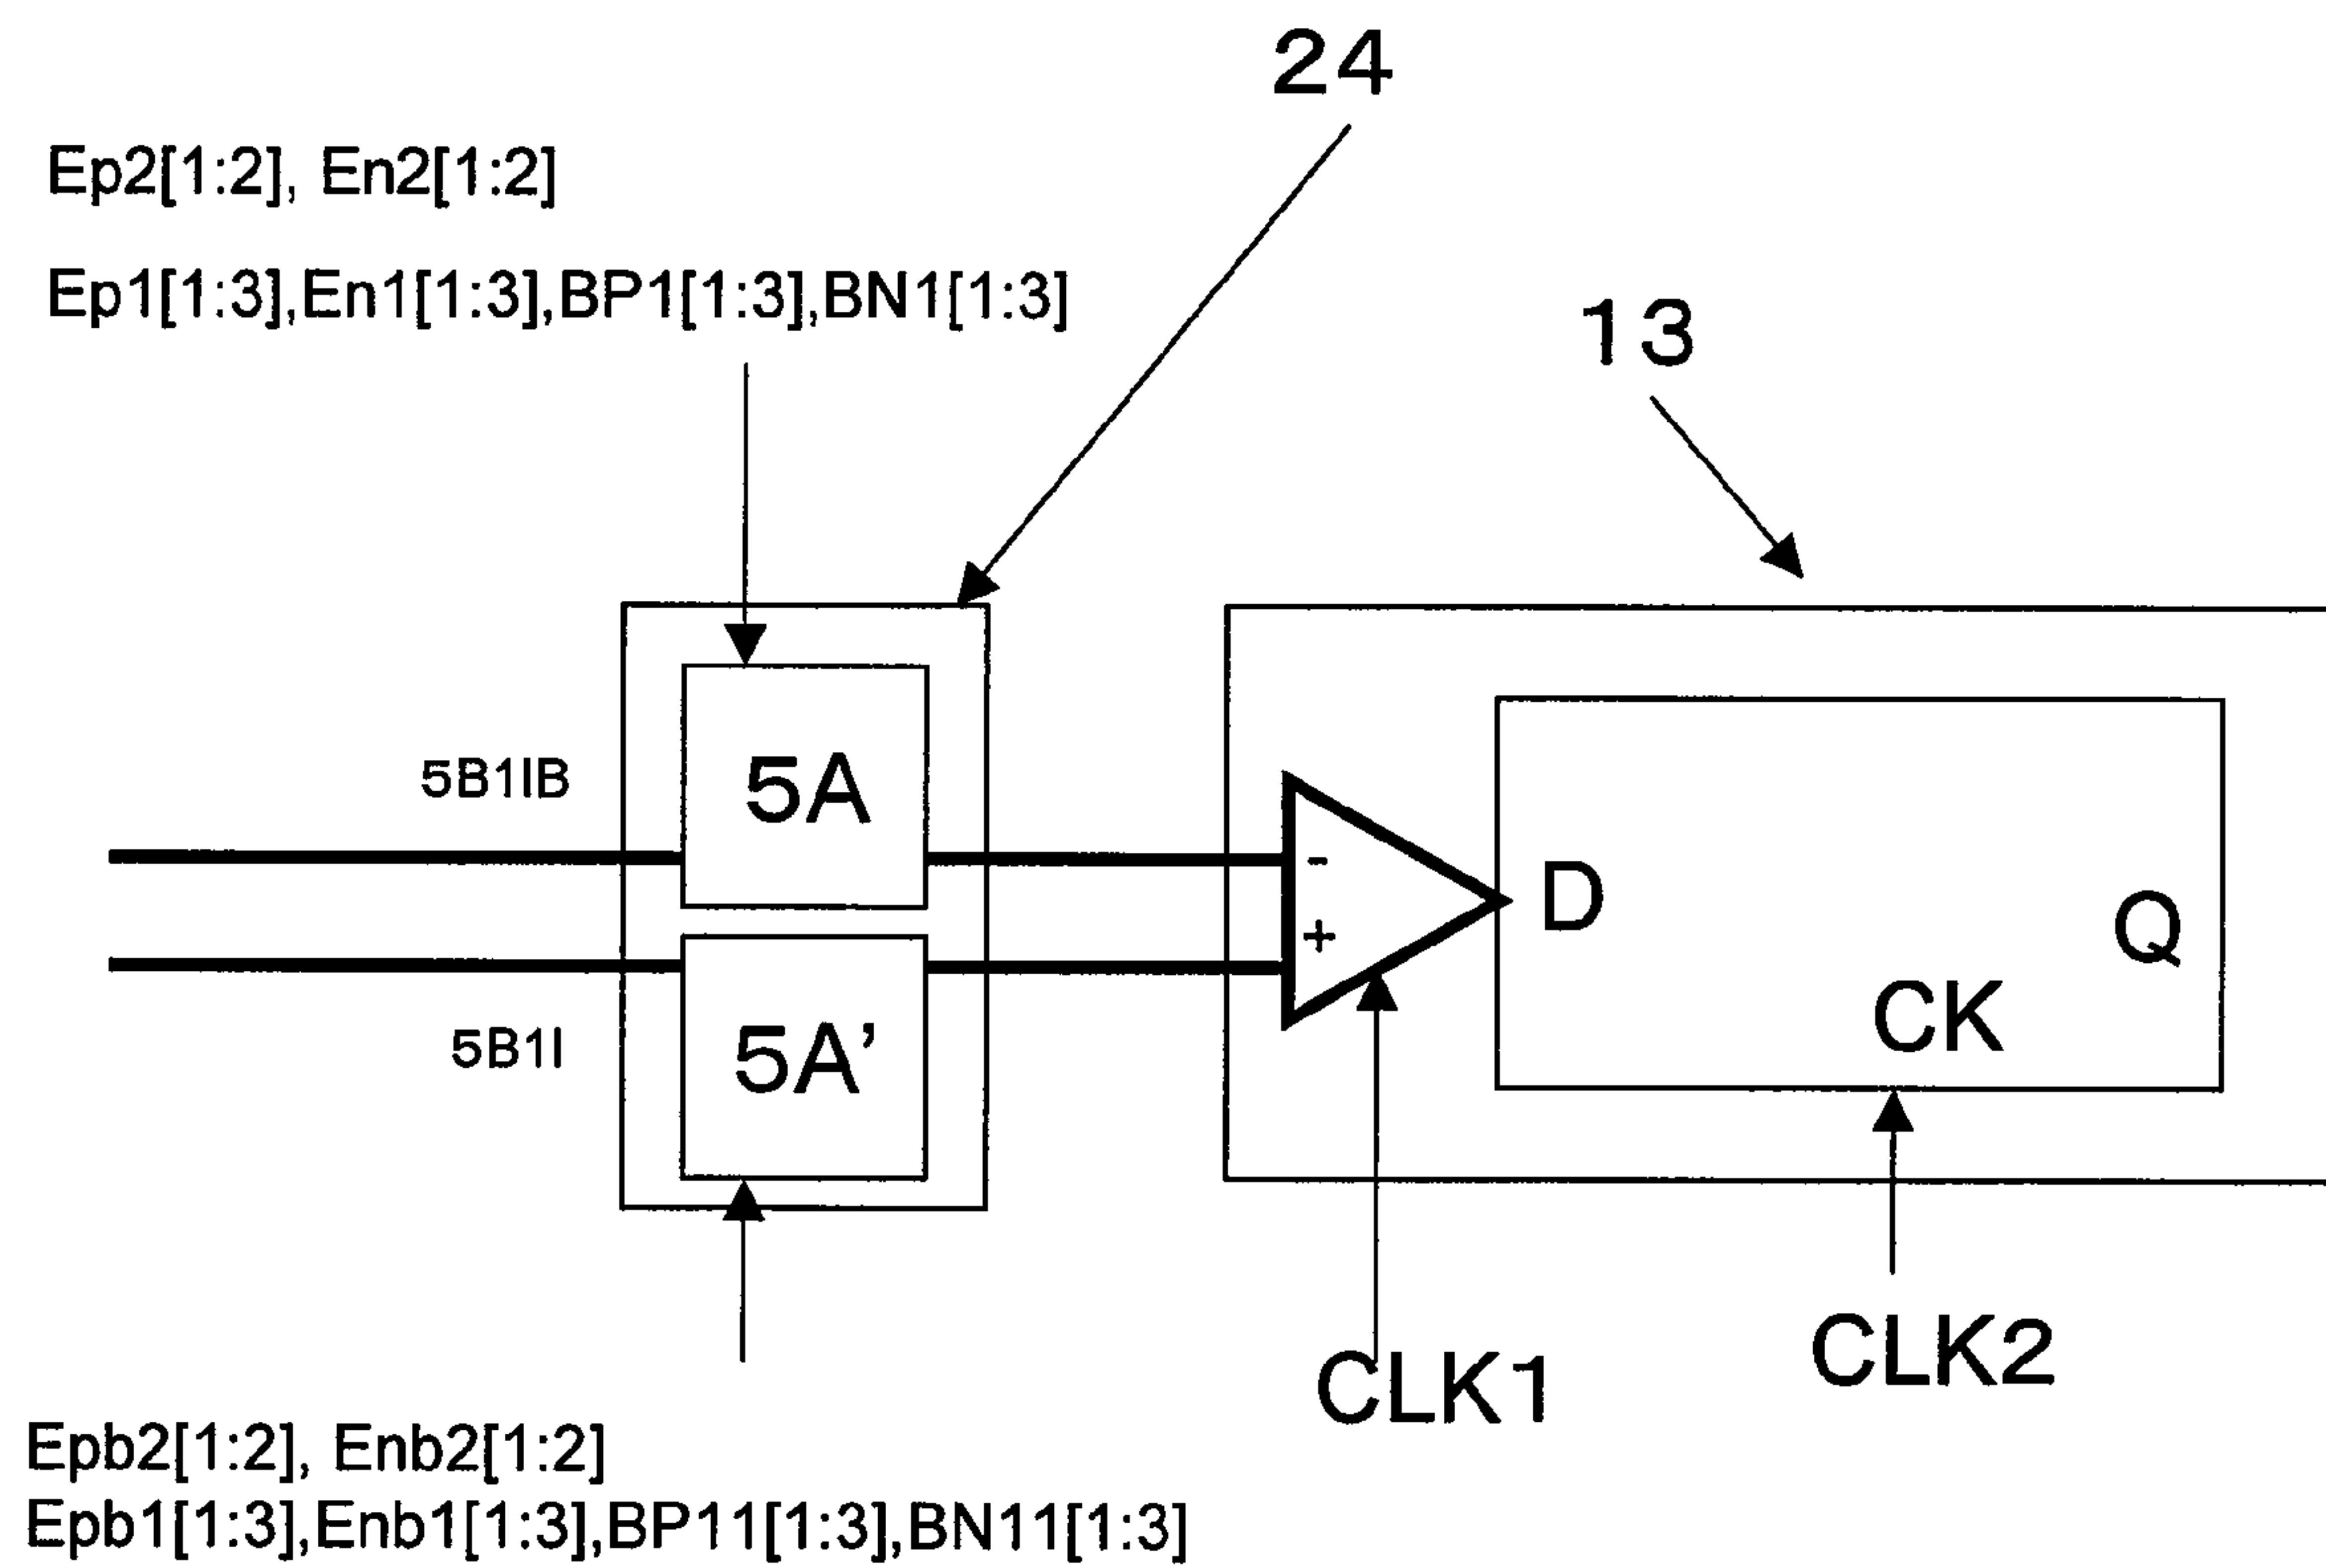 24
Ep2[1:2], En2[1:2]
Ep1[1:3],En1[1:3],BP1[1:3],BN1[1:3]
13
5B1IB
5A
-
+
D
Q
CK
5B1I
5A'
CLK1
CLK2
Epb2[1:2], Enb2[1:2]
Epb1[1:3],Enb1[1:3],BP11[1:3],BN11[1:3]